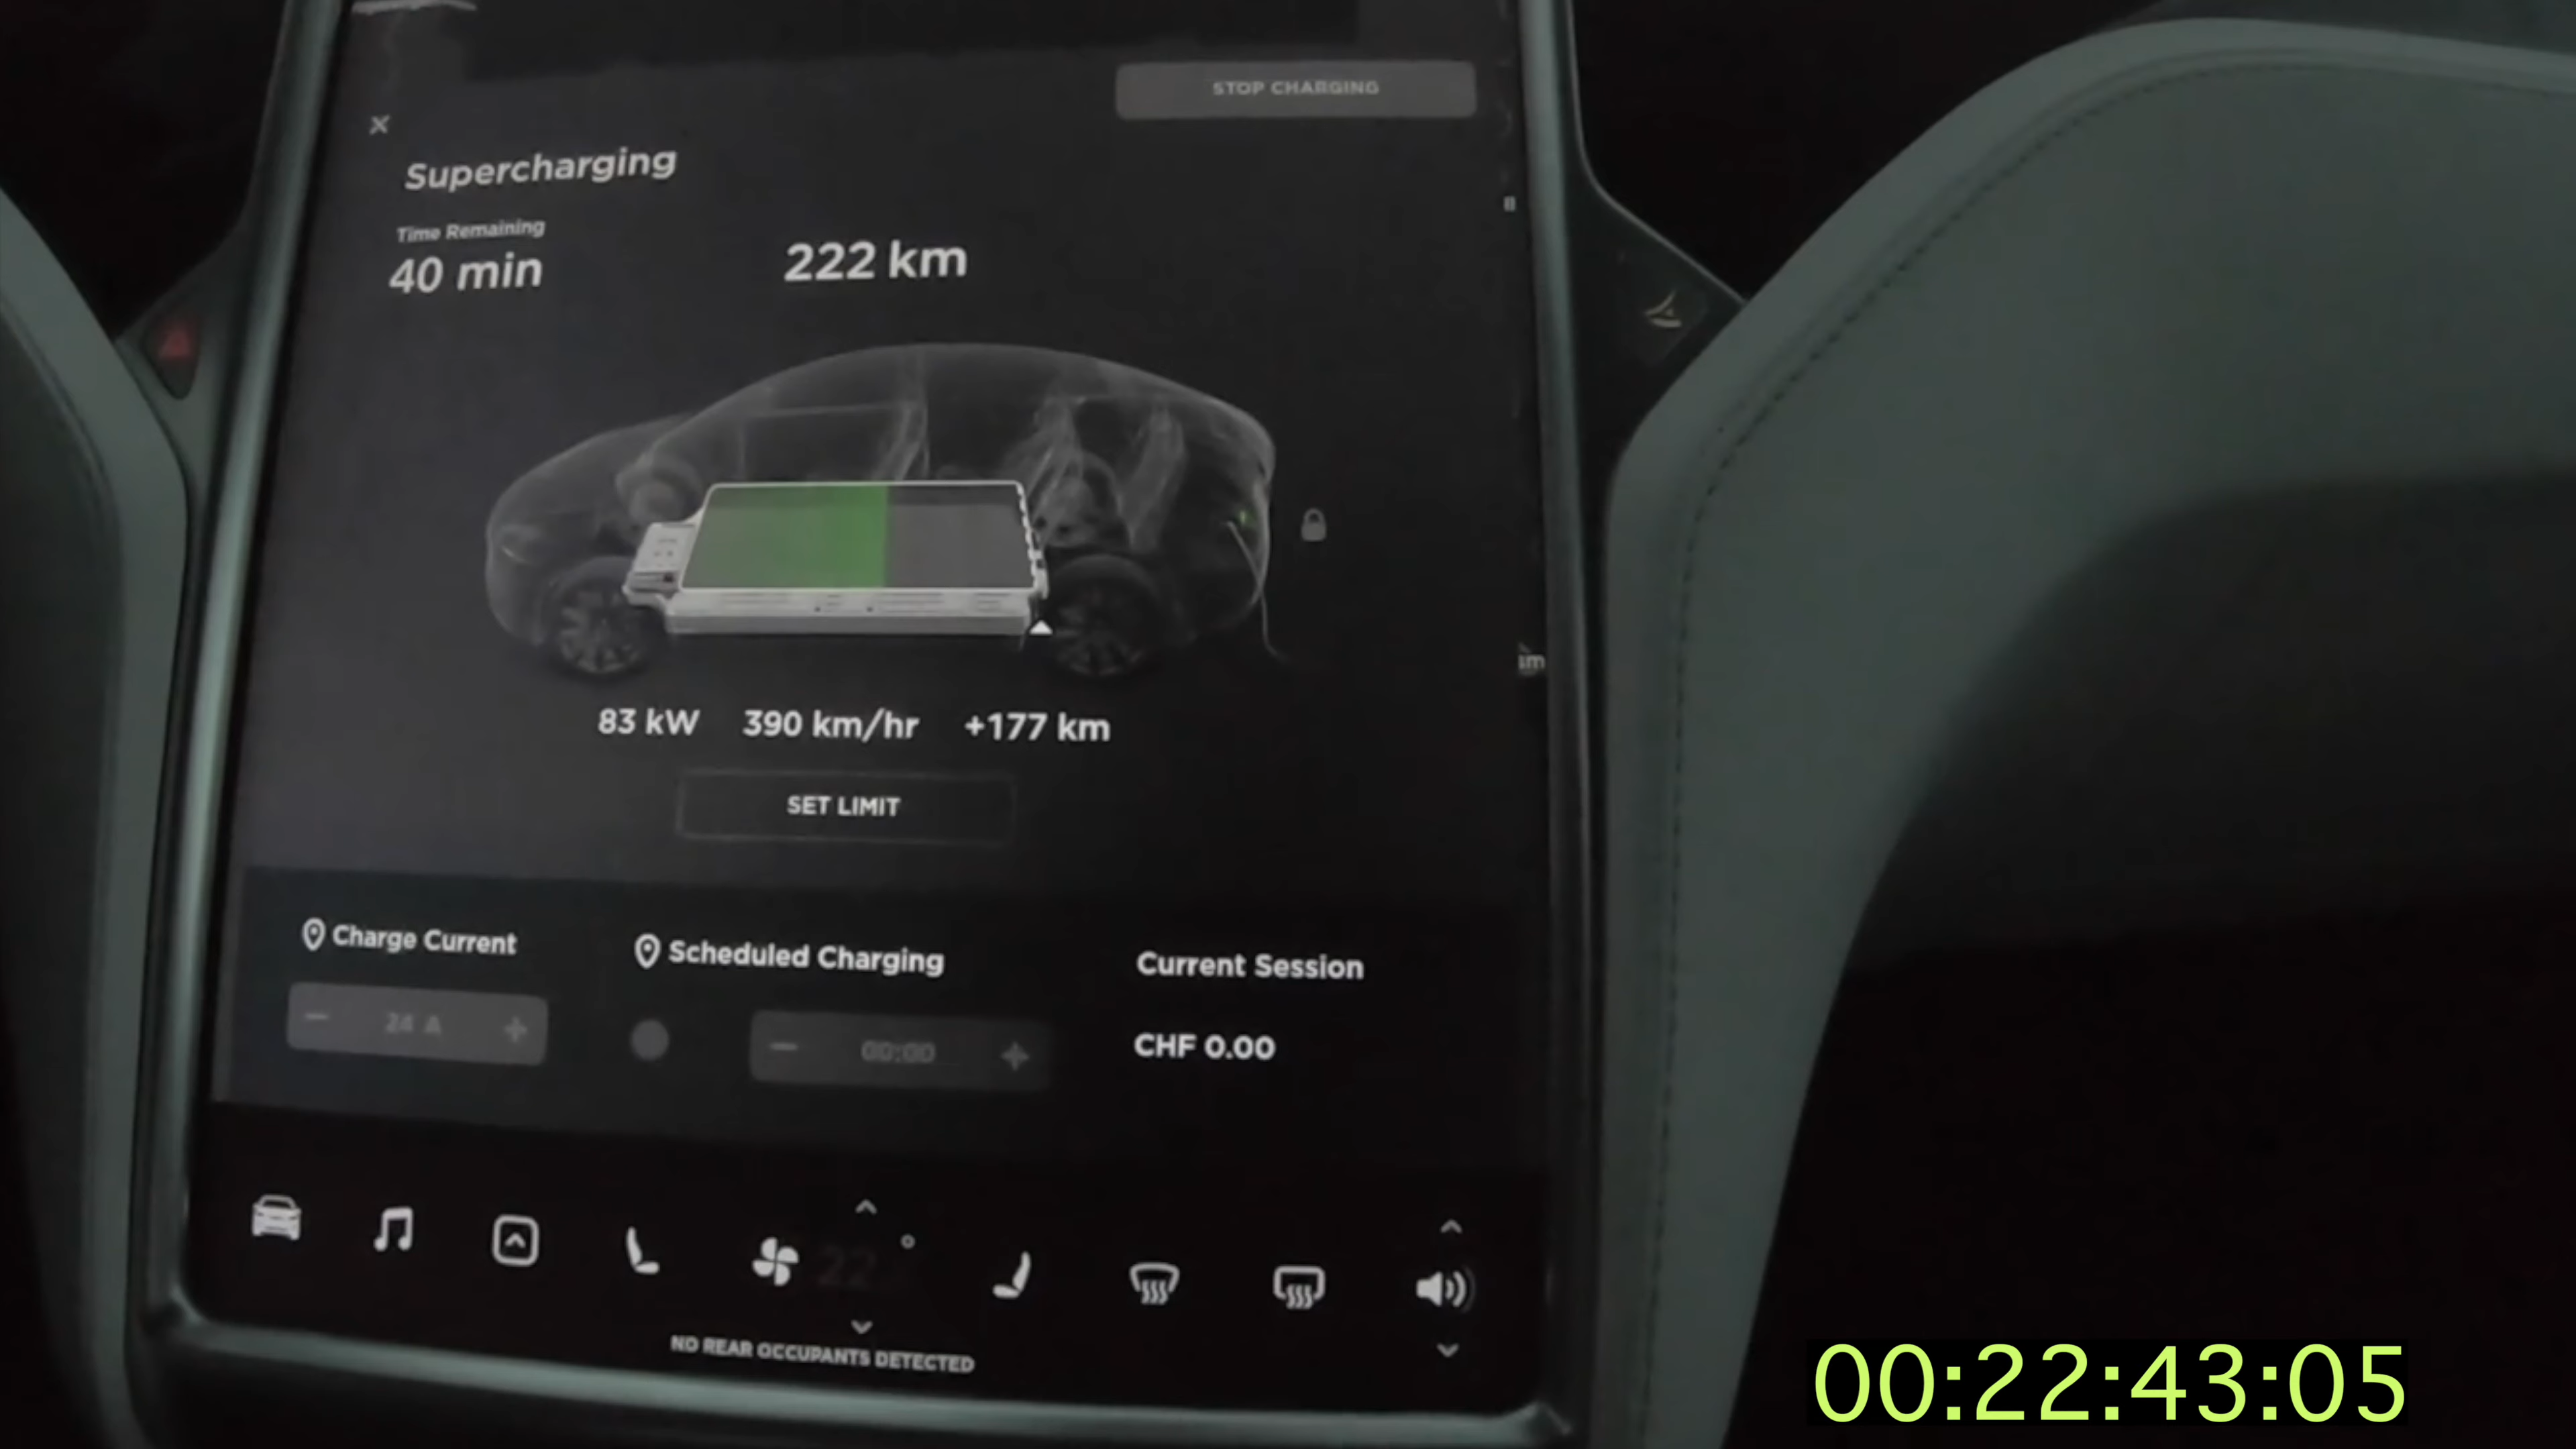 STOP CHARGING
Supercharging
Time Remaining
40 min
222 km
83 kW 390 km/hr +177 km
SET LIMIT
Charge Current
Scheduled Charging
Current Session
24 A
00:00
CHF 0.00
22
NO REAR OCCUPANTS DETECTED
00:22:43:05